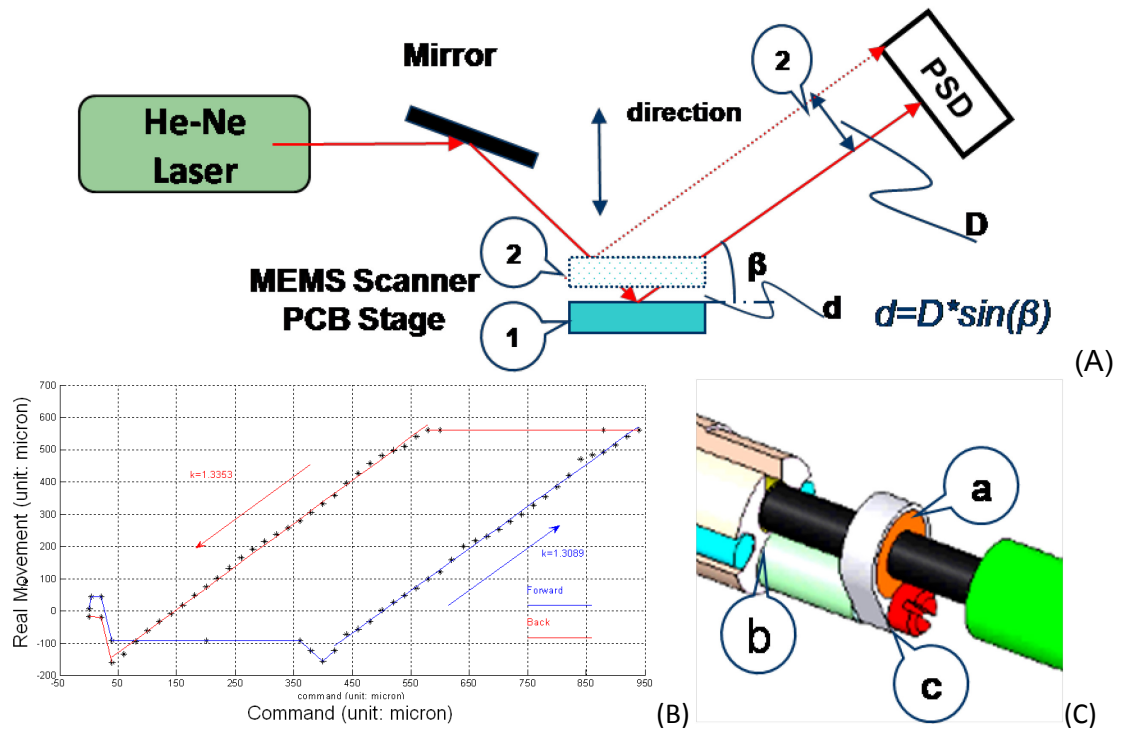 Mirror
He-Ne
Laser
direction
2
PSD
D
2
MEMS Scanner
PCB Stage
1
β
d
d=D*sin(β)
(A)
Real Movement (unit: micron)
700
600
500
400
300
200
100
0
-100
-200
k=1.3353
k=1.3089
Forward
Back
-50 50 150 250 350 450 550 650 750 850 950
command (unit: micron)
Command (unit: micron)
(B)
a
b
c
(C)